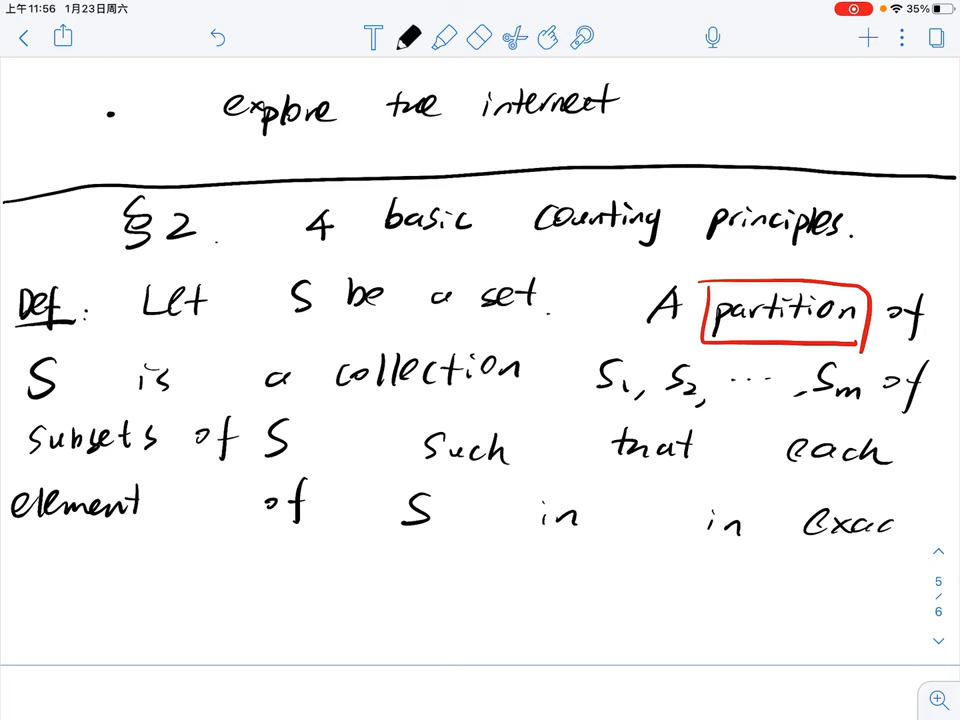 上午11:56 1月23日周六 35%
• explore the internet
§2. 4 basic counting principles.
Def: Let S be a set. A partition of
S is a collection S1, S2, ..., Sm of
subsets of S such that each
element of S in in exac
5
/
6